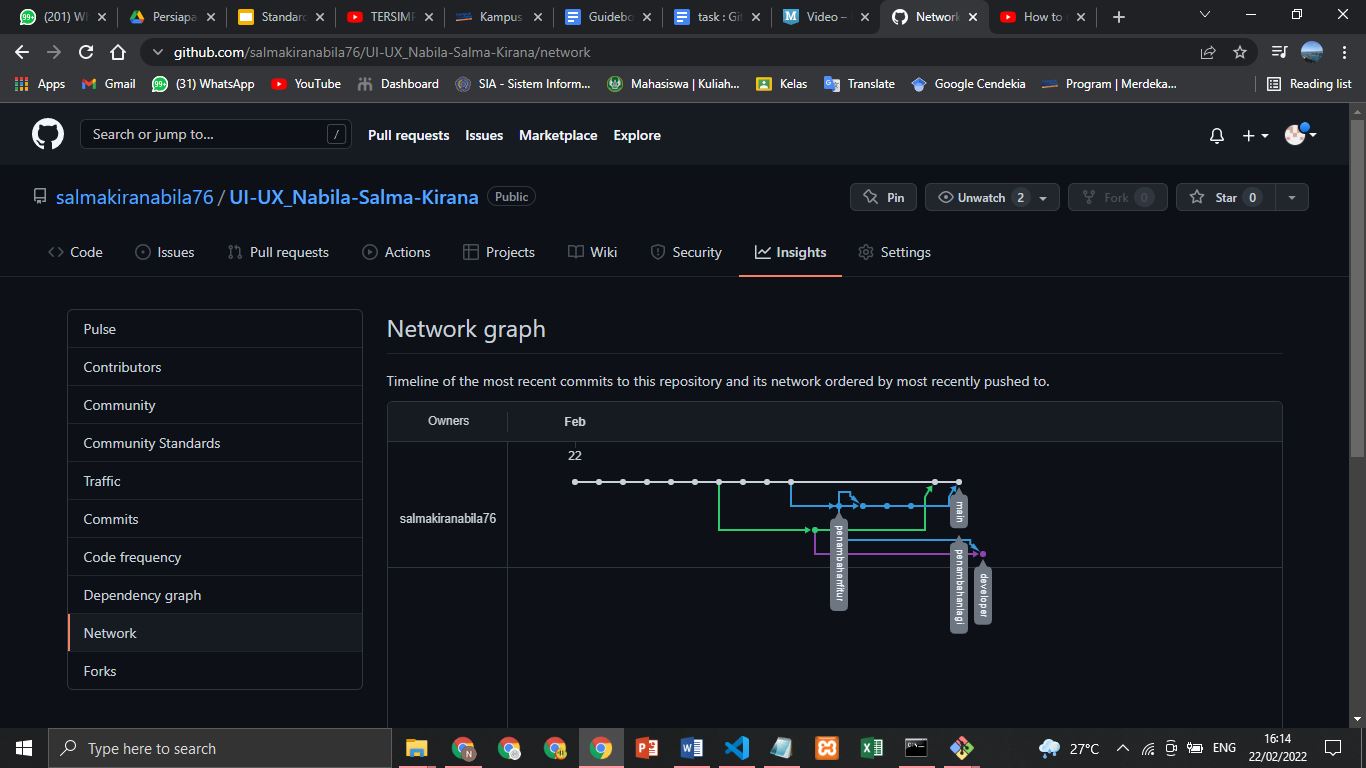 (201) Wh
Persiapa
Standard
TERSIMP
Kampus
Guidebo
task : Git
Video –
Network
How to
github.com/salmakiranabila76/UI-UX_Nabila-Salma-Kirana/network
Apps
Gmail
(31) WhatsApp
YouTube
Dashboard
SIA - Sistem Inform...
Mahasiswa | Kuliah...
Kelas
Translate
Google Cendekia
Program | Merdeka...
Reading list
Search or jump to...
/
Pull requests
Issues
Marketplace
Explore
salmakiranabila76 / UI-UX_Nabila-Salma-Kirana Public
Pin
Unwatch 2
Fork 0
Star 0
Code
Issues
Pull requests
Actions
Projects
Wiki
Security
Insights
Settings
Pulse
Contributors
Community
Community Standards
Traffic
Commits
Code frequency
Dependency graph
Network
Forks
Network graph
Timeline of the most recent commits to this repository and its network ordered by most recently pushed to.
Owners
Feb
22
salmakiranabila76
main
penambahanfitur
penambahanlagi
developer
Type here to search
27°C
ENG
16:14
22/02/2022